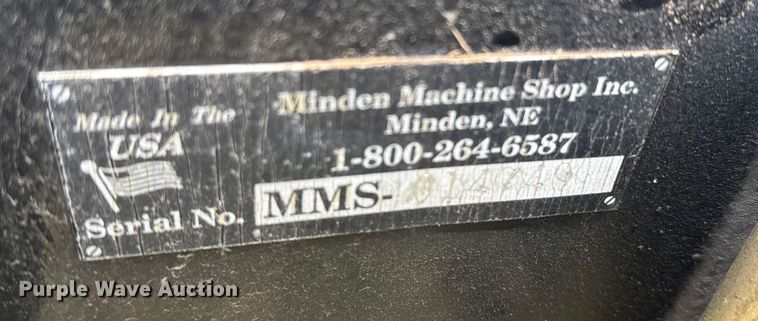 Made In The
USA
Minden Machine Shop Inc.
Minden, NE
1-800-264-6587
Serial No. MMS-
Purple Wave Auction